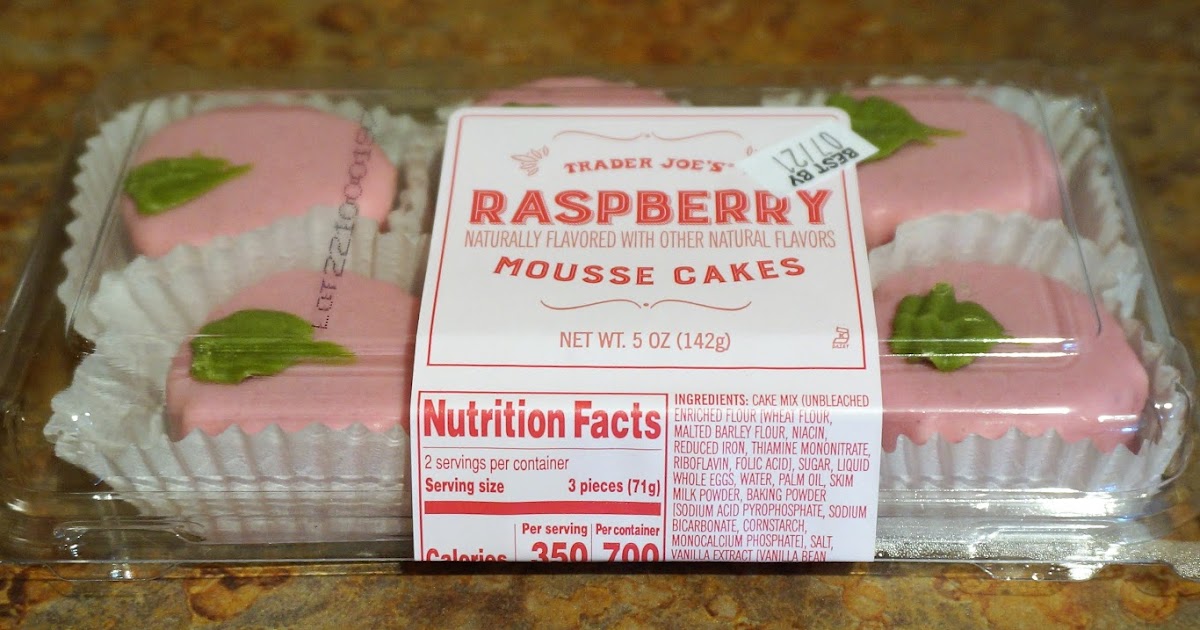 TRADER JOE'S
RASPBERRY
NATURALLY FLAVORED WITH OTHER NATURAL FLAVORS
MOUSSE CAKES
NET WT. 5 OZ (142g)
BEST BY
07/27
Nutrition Facts
2 servings per container
Serving size 3 pieces (71g)
Per serving Per container
Calories 350 700
INGREDIENTS: CAKE MIX (UNBLEACHED
ENRICHED FLOUR [WHEAT FLOUR,
MALTED BARLEY FLOUR, NIACIN,
REDUCED IRON, THIAMINE MONONITRATE,
RIBOFLAVIN, FOLIC ACID], SUGAR, LIQUID
WHOLE EGGS, WATER, PALM OIL, SKIM
MILK POWDER, BAKING POWDER
[SODIUM ACID PYROPHOSPHATE, SODIUM
BICARBONATE, CORNSTARCH,
MONOCALCIUM PHOSPHATE], SALT,
VANILLA EXTRACT [VANILLA BEAN